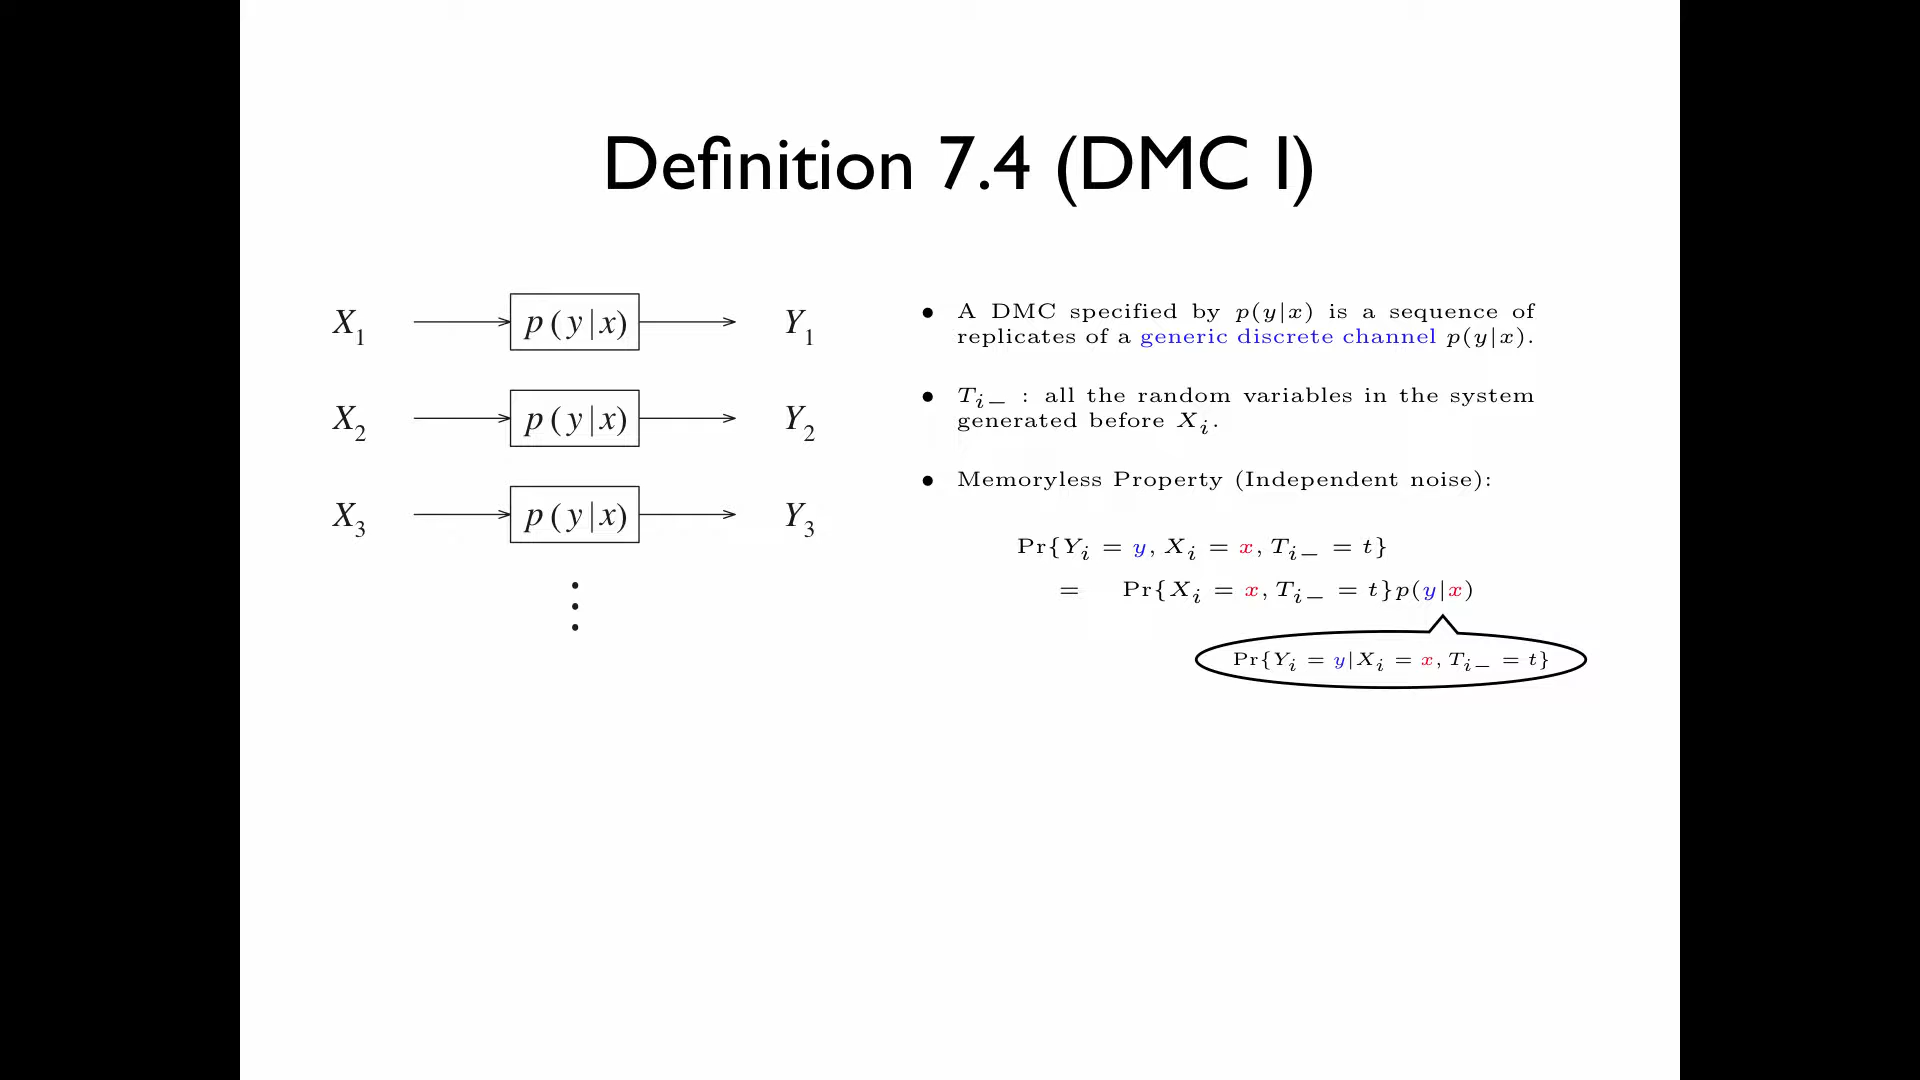 Definition 7.4 (DMC I)
X₁ p(y|x) Y₁
X₂ p(y|x) Y₂
X₃ p(y|x) Y₃
⋮
• A DMC specified by p(y|x) is a sequence of
replicates of a generic discrete channel p(y|x).
• Tᵢ₋ : all the random variables in the system
generated before Xᵢ.
• Memoryless Property (Independent noise):
Pr{Yᵢ = y, Xᵢ = x, Tᵢ₋ = t}
= Pr{Xᵢ = x, Tᵢ₋ = t}p(y|x)
Pr{Yᵢ = y|Xᵢ = x, Tᵢ₋ = t}